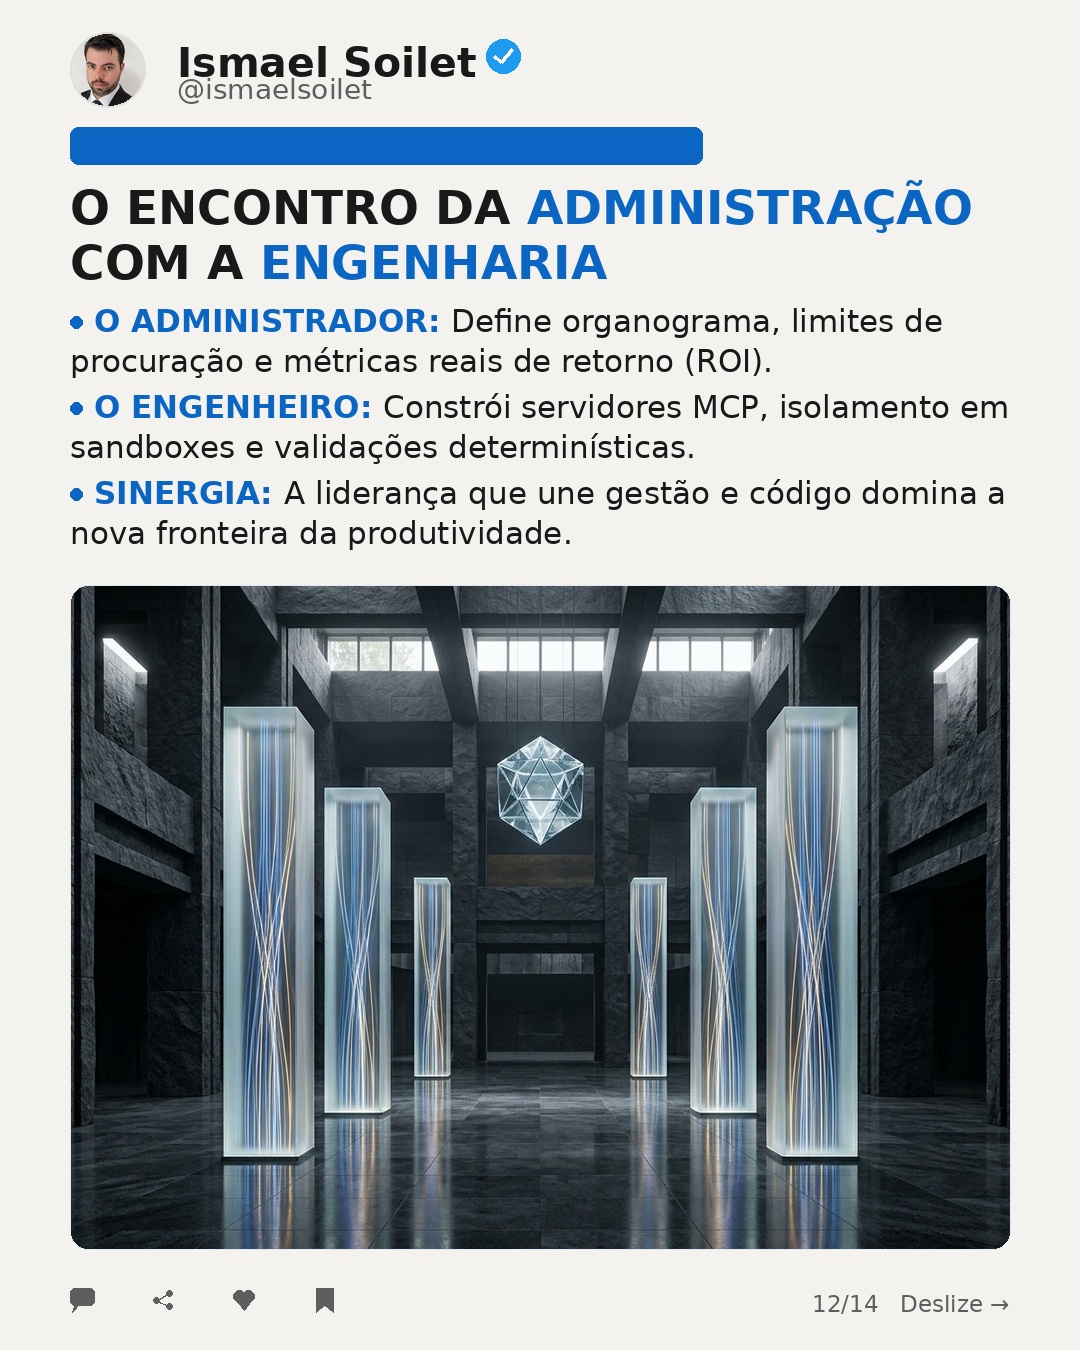 Ismael Soilet
@ismaelsoilet
O ENCONTRO DA ADMINISTRAÇÃO
COM A ENGENHARIA
• O ADMINISTRADOR: Define organograma, limites de
procuração e métricas reais de retorno (ROI).
• O ENGENHEIRO: Constrói servidores MCP, isolamento em
sandboxes e validações determinísticas.
• SINERGIA: A liderança que une gestão e código domina a
nova fronteira da produtividade.
12/14 Deslize →